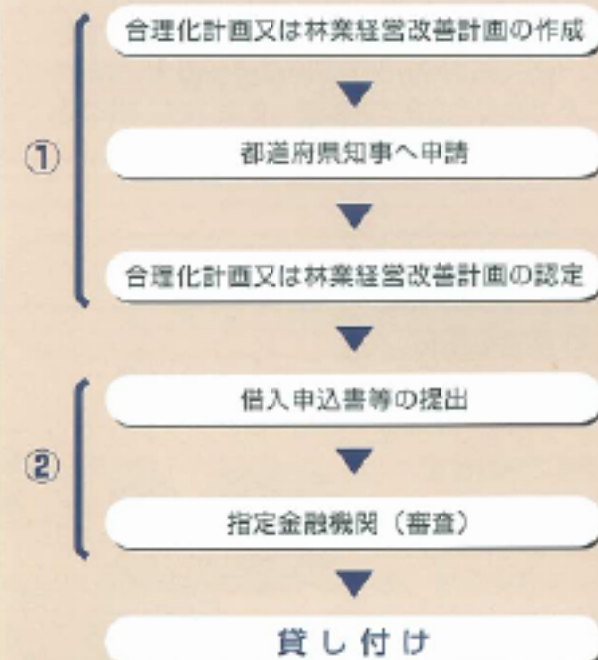 合理化計画又は林業経営改善計画の作成
①
都道府県知事へ申請
合理化計画又は林業経営改善計画の認定
借入申込書等の提出
②
指定金融機関（審査）
貸し付け